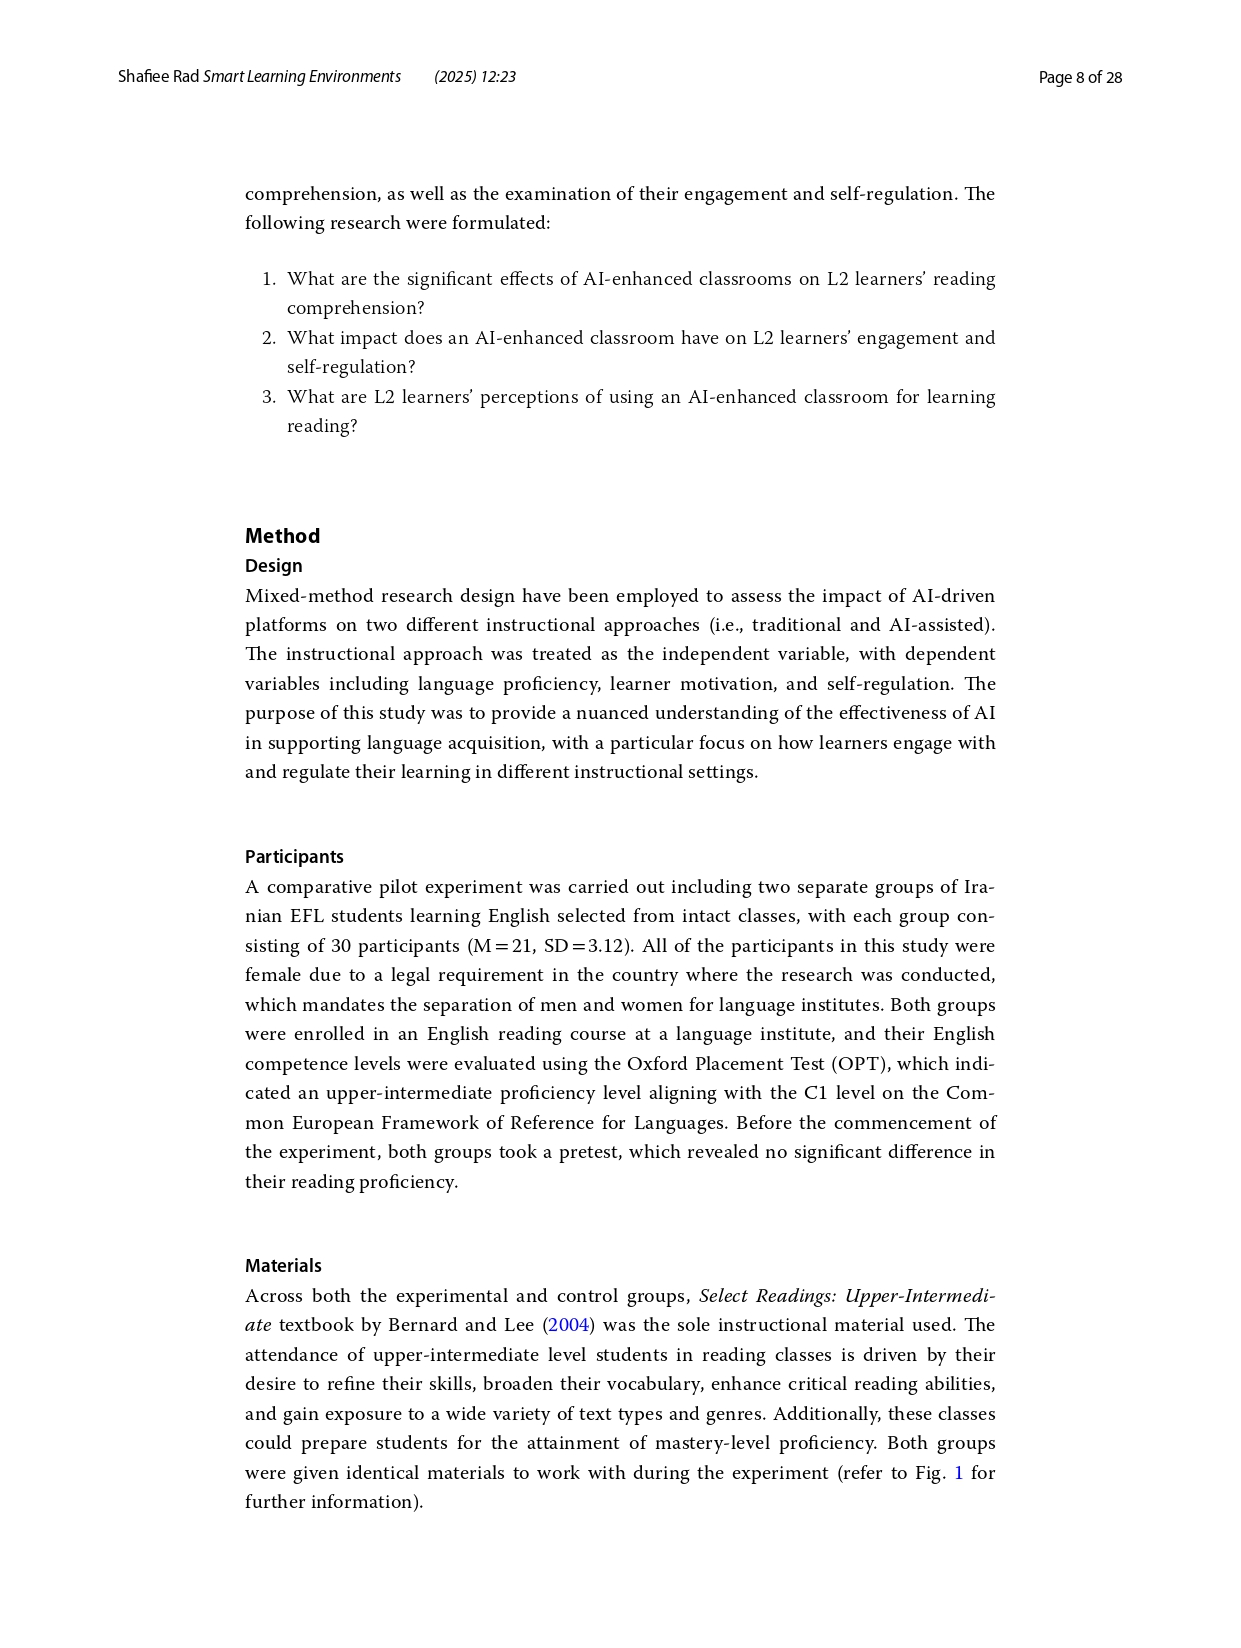 Shafiee Rad Smart Learning Environments (2025) 12:23
Page 8 of 28
comprehension, as well as the examination of their engagement and self-regulation. The
following research were formulated:
1. What are the significant effects of AI-enhanced classrooms on L2 learners’ reading
comprehension?
2. What impact does an AI-enhanced classroom have on L2 learners’ engagement and
self-regulation?
3. What are L2 learners’ perceptions of using an AI-enhanced classroom for learning
reading?
Method
Design
Mixed-method research design have been employed to assess the impact of AI-driven
platforms on two different instructional approaches (i.e., traditional and AI-assisted).
The instructional approach was treated as the independent variable, with dependent
variables including language proficiency, learner motivation, and self-regulation. The
purpose of this study was to provide a nuanced understanding of the effectiveness of AI
in supporting language acquisition, with a particular focus on how learners engage with
and regulate their learning in different instructional settings.
Participants
A comparative pilot experiment was carried out including two separate groups of Ira-
nian EFL students learning English selected from intact classes, with each group con-
sisting of 30 participants (M = 21, SD = 3.12). All of the participants in this study were
female due to a legal requirement in the country where the research was conducted,
which mandates the separation of men and women for language institutes. Both groups
were enrolled in an English reading course at a language institute, and their English
competence levels were evaluated using the Oxford Placement Test (OPT), which indi-
cated an upper-intermediate proficiency level aligning with the C1 level on the Com-
mon European Framework of Reference for Languages. Before the commencement of
the experiment, both groups took a pretest, which revealed no significant difference in
their reading proficiency.
Materials
Across both the experimental and control groups, Select Readings: Upper-Intermedi-
ate textbook by Bernard and Lee (2004) was the sole instructional material used. The
attendance of upper-intermediate level students in reading classes is driven by their
desire to refine their skills, broaden their vocabulary, enhance critical reading abilities,
and gain exposure to a wide variety of text types and genres. Additionally, these classes
could prepare students for the attainment of mastery-level proficiency. Both groups
were given identical materials to work with during the experiment (refer to Fig. 1 for
further information).